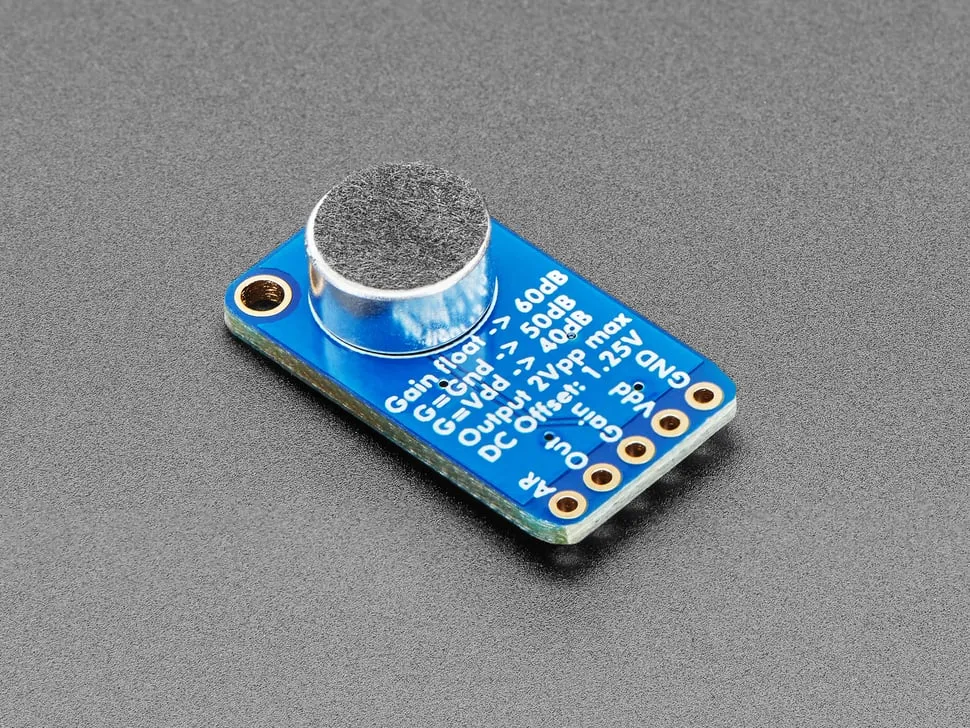 Gain float -> 60dB
G=Gnd -> 50dB
G=Vdd -> 40dB
Output 2Vpp max
DC Offset: 1.25V
AR
Out
Gain
Vdd
GND